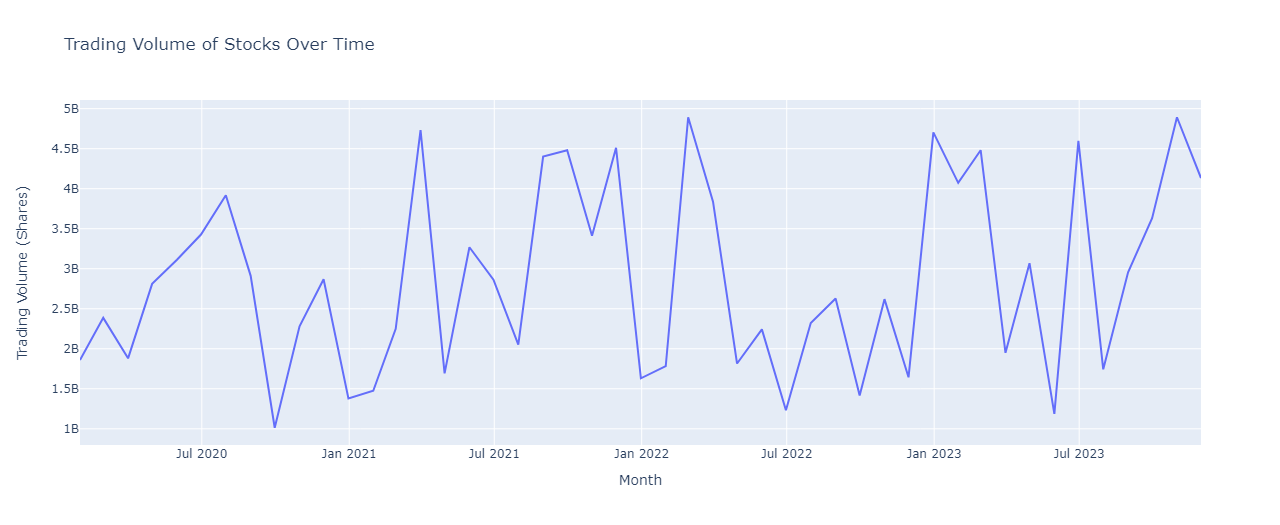 Trading Volume of Stocks Over Time
Trading Volume (Shares)
5B
4.5B
4B
3.5B
3B
2.5B
2B
1.5B
1B
Jul 2020 Jan 2021 Jul 2021 Jan 2022 Jul 2022 Jan 2023 Jul 2023
Month